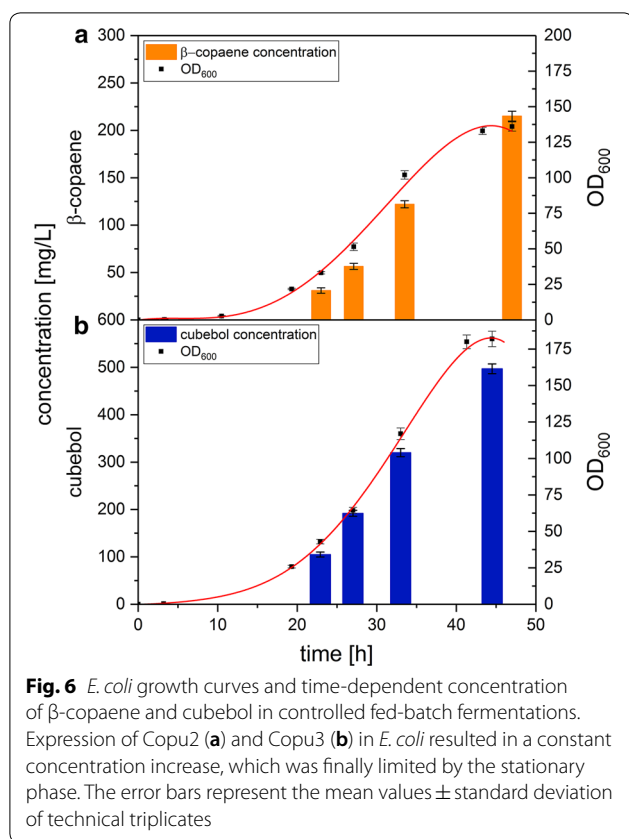 a
300
250
200
150
100
50
β-copaene
concentration [mg/L]
β–copaene concentration
OD600
200
175
150
125
100
75
50
25
0
OD600
b
600
500
400
300
200
100
0
cubebol
cubebol concentration
OD600
175
150
125
100
75
50
25
0
OD600
0 10 20 30 40 50
time [h]
Fig. 6 E. coli growth curves and time-dependent concentration
of β-copaene and cubebol in controlled fed-batch fermentations.
Expression of Copu2 (a) and Copu3 (b) in E. coli resulted in a constant
concentration increase, which was finally limited by the stationary
phase. The error bars represent the mean values ± standard deviation
of technical triplicates